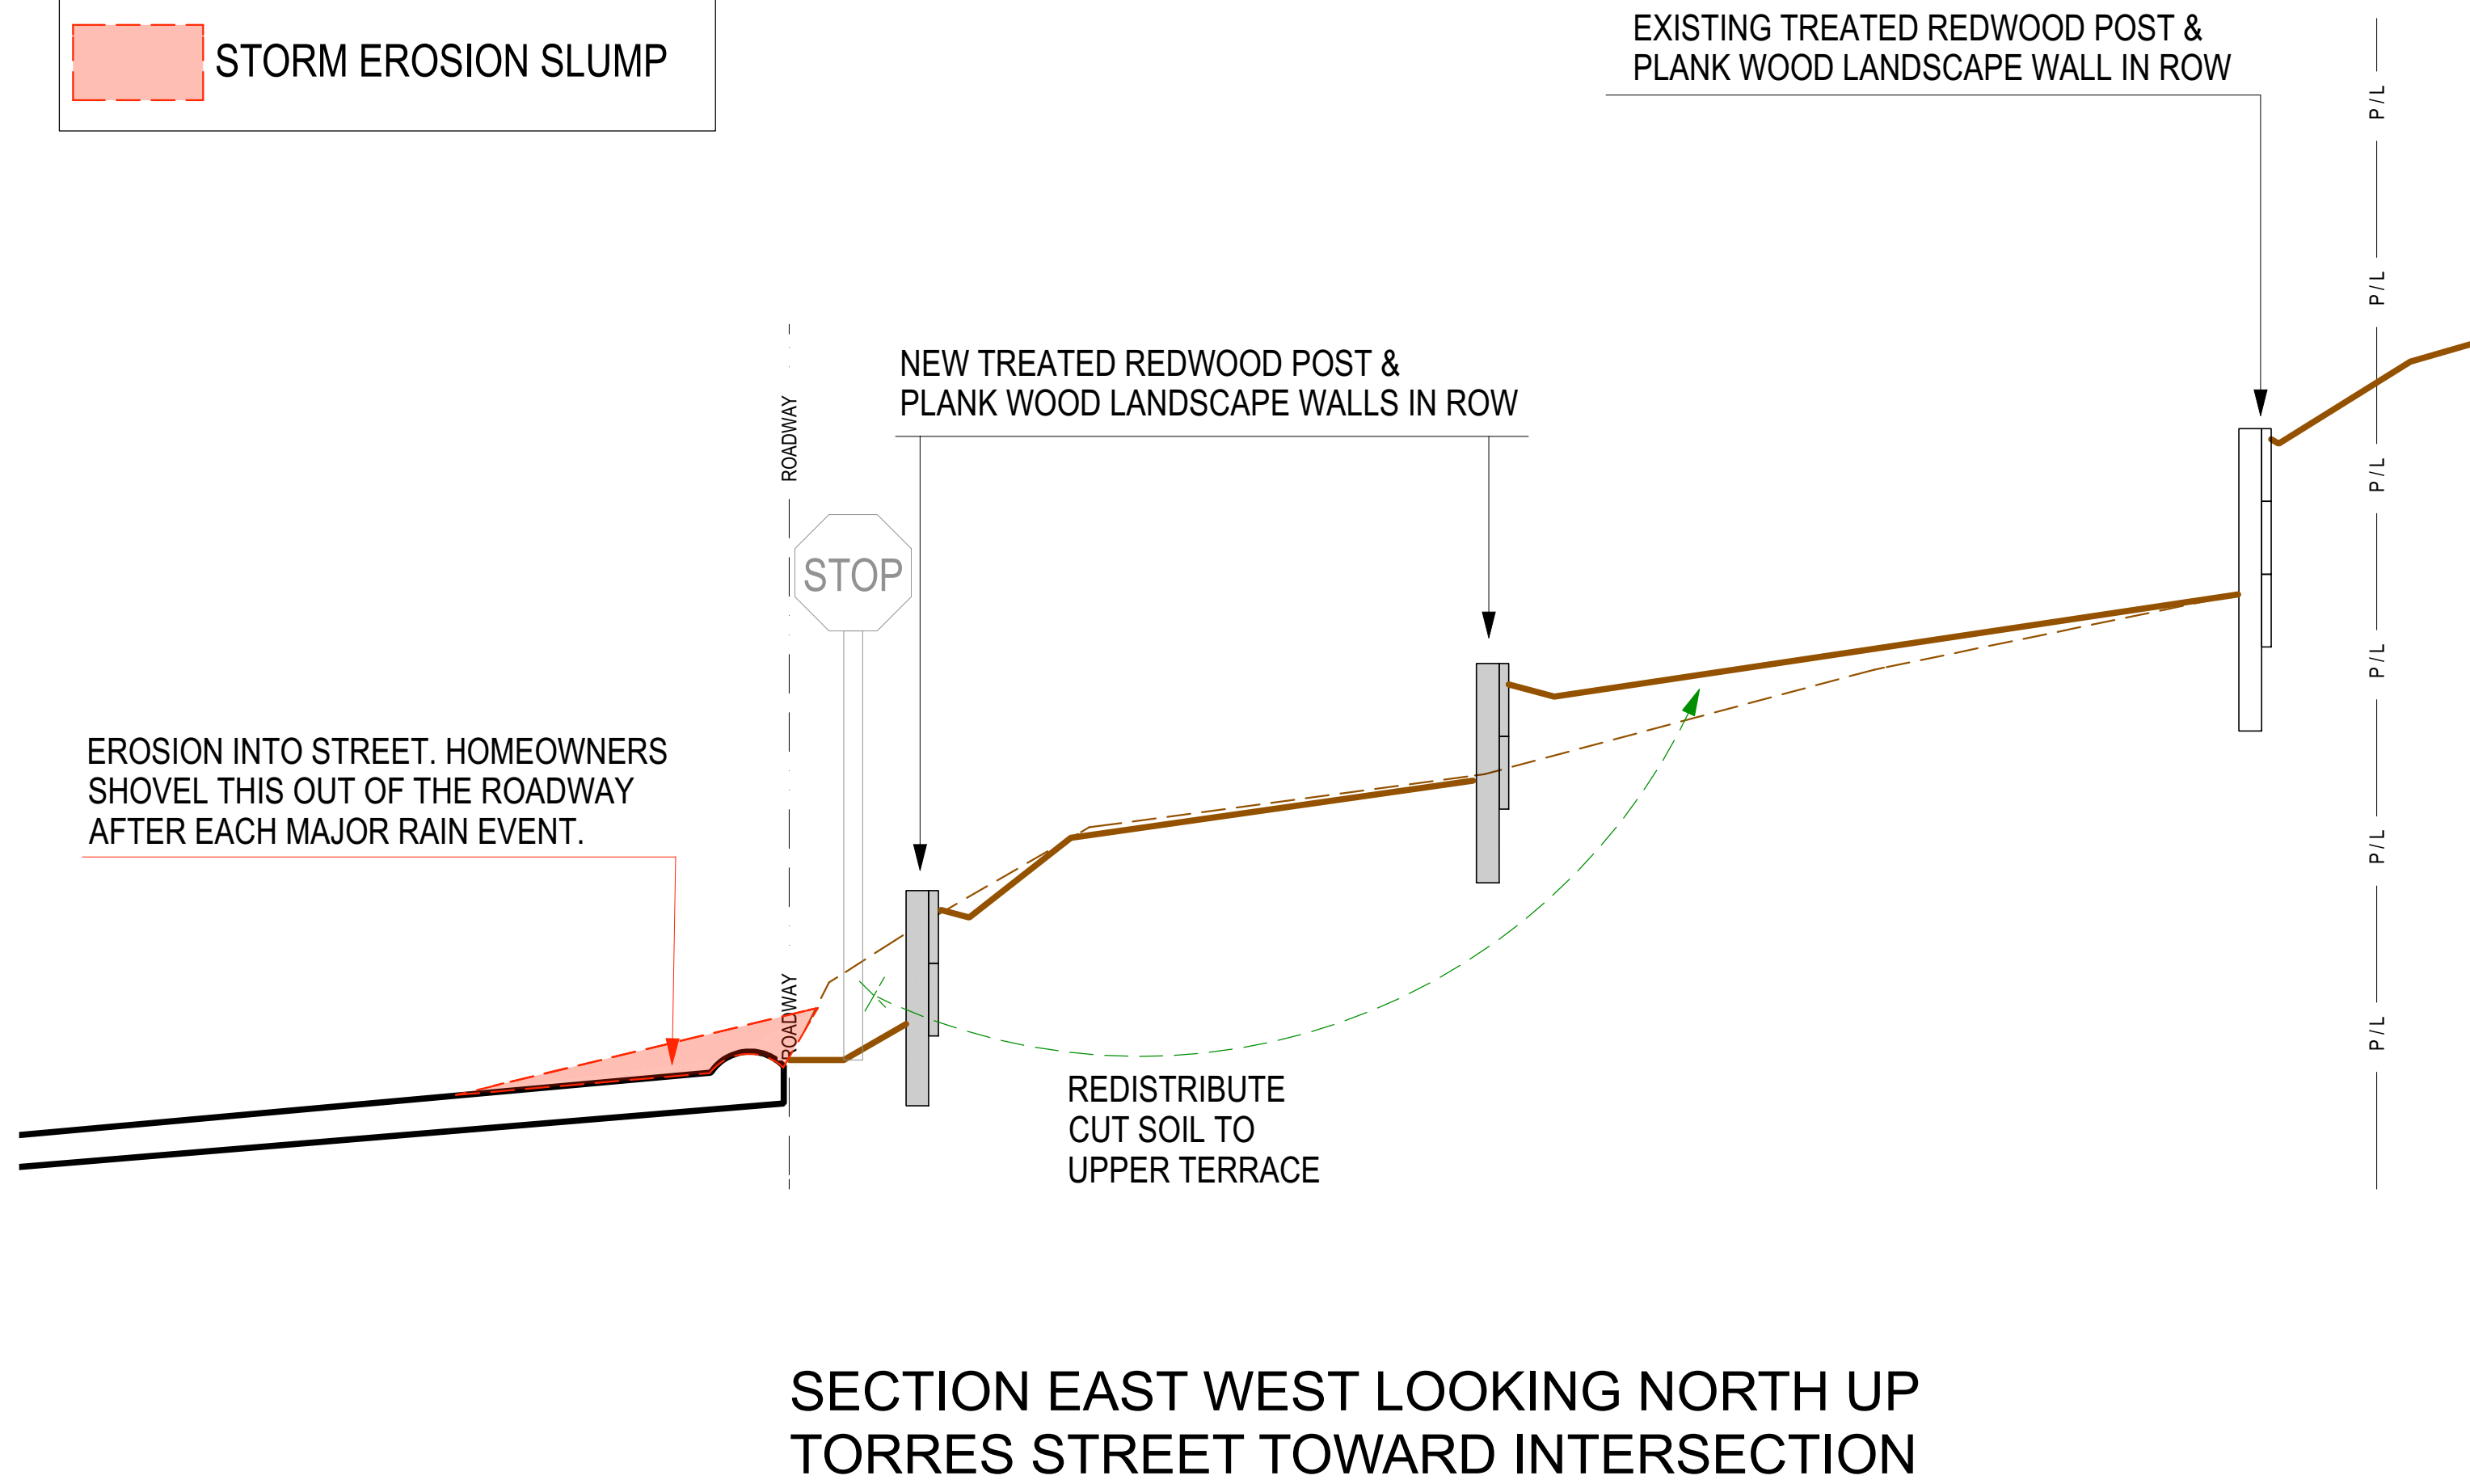 STORM EROSION SLUMP
EXISTING TREATED REDWOOD POST &
PLANK WOOD LANDSCAPE WALL IN ROW
P / L
P / L
P / L
P / L
P / L
P / L
NEW TREATED REDWOOD POST &
PLANK WOOD LANDSCAPE WALLS IN ROW
ROADWAY
STOP
EROSION INTO STREET. HOMEOWNERS
SHOVEL THIS OUT OF THE ROADWAY
AFTER EACH MAJOR RAIN EVENT.
ROADWAY
REDISTRIBUTE
CUT SOIL TO
UPPER TERRACE
SECTION EAST WEST LOOKING NORTH UP
TORRES STREET TOWARD INTERSECTION